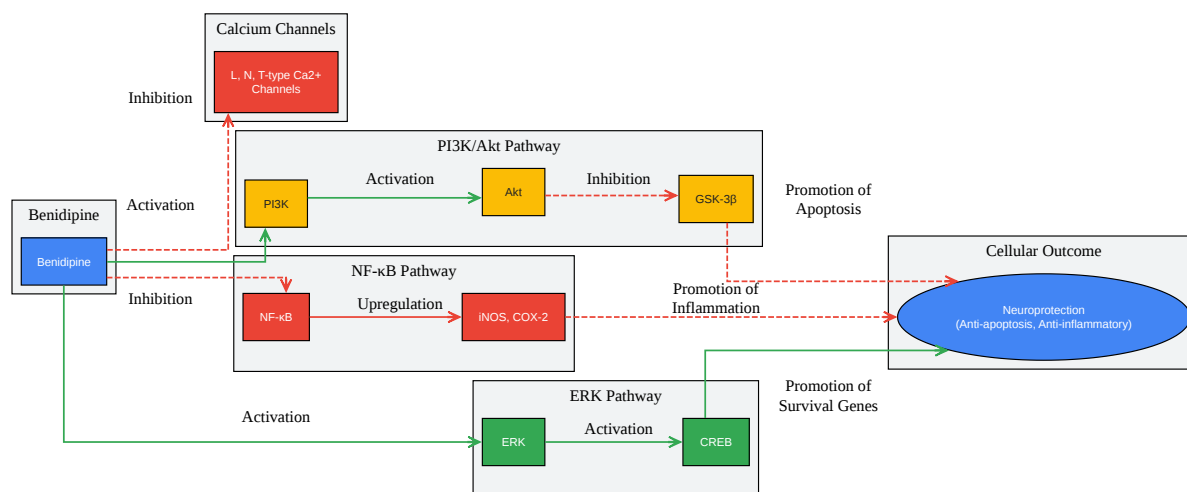 Calcium Channels
L, N, T-type Ca2+
Channels
Inhibition
PI3K/Akt Pathway
Activation
Inhibition
Akt
PI3K
GSK-3β
Promotion of
Apoptosis
Activation
Benidipine
Benidipine
Inhibition
NF-κB Pathway
NF-κB
Upregulation
iNOS, COX-2
Promotion of
Inflammation
Cellular Outcome
Neuroprotection
(Anti-apoptosis, Anti-inflammatory)
ERK Pathway
Activation
ERK
Activation
CREB
Promotion of
Survival Genes